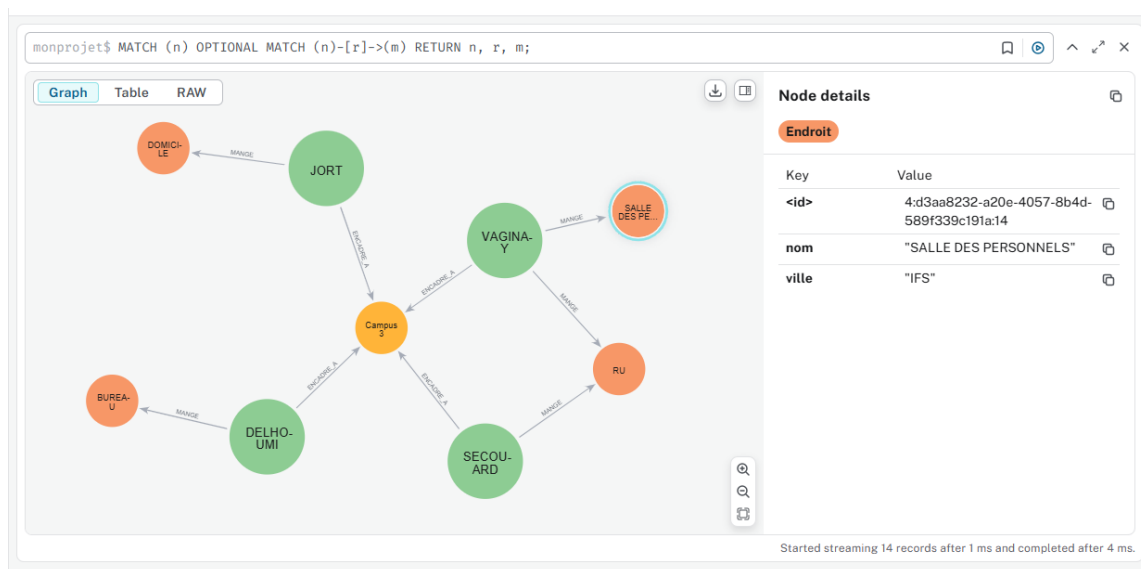 monprojet$ MATCH (n) OPTIONAL MATCH (n)-[r]->(m) RETURN n, r, m;
Graph
Table
RAW
DOMICI-
LE
MANGE
JORT
ENCADRE_A
VAGINA-
Y
MANGE
SALLE
DES PE...
ENCADRE_A
MANGE
Campus
3
RU
BUREA-
U
MANGE
DELHO-
UMI
ENCADRE_A
ENCADRE_A
SECOU-
ARD
MANGE
Node details
Endroit
Key Value
<id> 4:d3aa8232-a20e-4057-8b4d-
589f339c191a:14
nom "SALLE DES PERSONNELS"
ville "IFS"
Started streaming 14 records after 1 ms and completed after 4 ms.